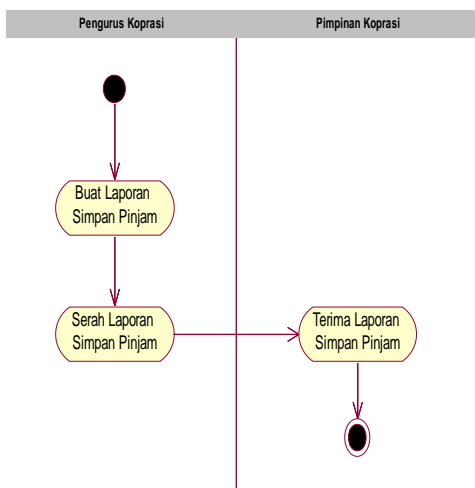 Pengurus Koprasi
Pimpinan Koprasi
Buat Laporan
Simpan Pinjam
Serah Laporan
Simpan Pinjam
Terima Laporan
Simpan Pinjam